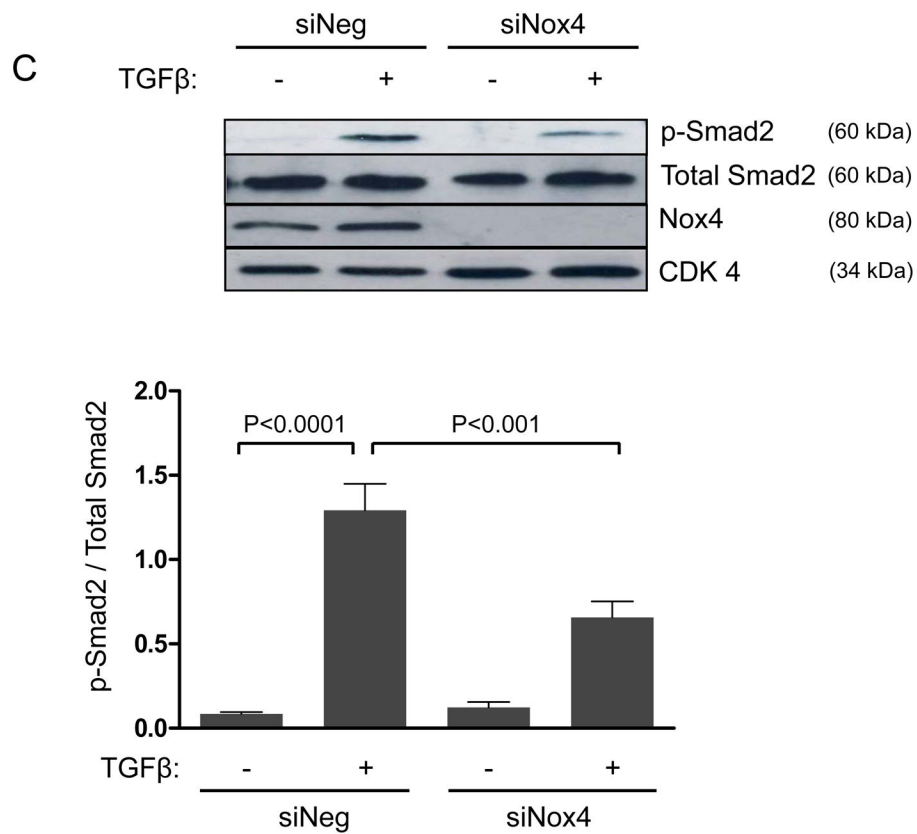 siNeg siNox4
C
TGFβ: - + - +
p-Smad2 (60 kDa)
Total Smad2 (60 kDa)
Nox4 (80 kDa)
CDK 4 (34 kDa)
2.0
P<0.0001 P<0.001
1.5
1.0
0.5
0.0
p-Smad2 / Total Smad2
TGFβ: - + - +
siNeg siNox4